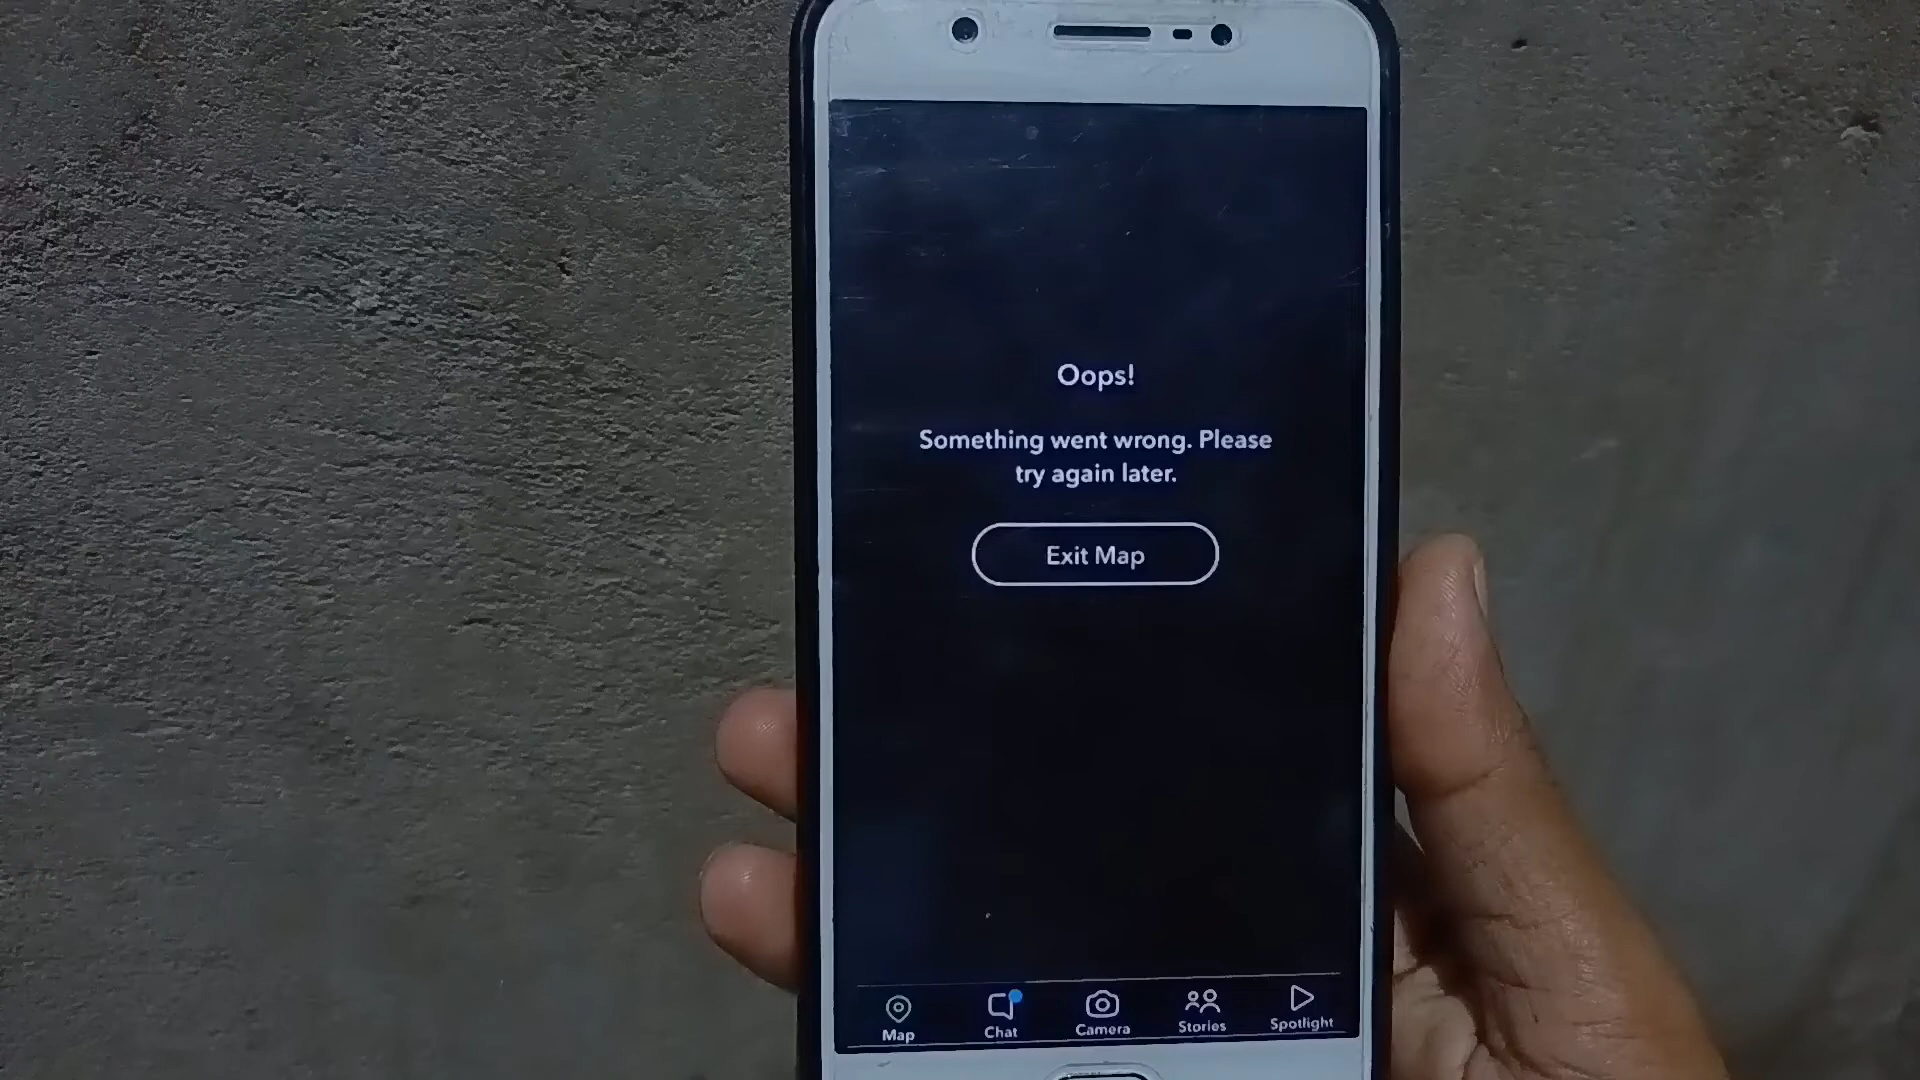 Oops!
Something went wrong. Please
try again later.
Exit Map
Map
Chat
Camera
Stories
Spotlight